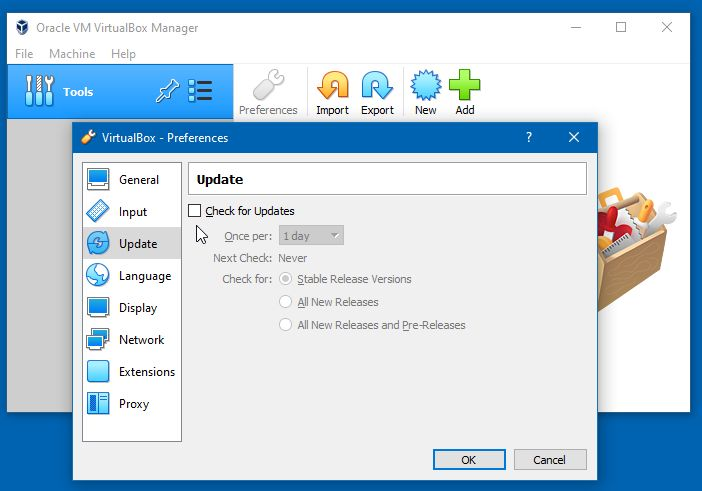 Oracle VM VirtualBox Manager
File Machine Help
Tools
Preferences Import Export New Add
VirtualBox - Preferences
?
General
Input
Update
Language
Display
Network
Extensions
Proxy
Update
Check for Updates
Once per: 1 day
Next Check: Never
Check for: Stable Release Versions
All New Releases
All New Releases and Pre-Releases
OK Cancel